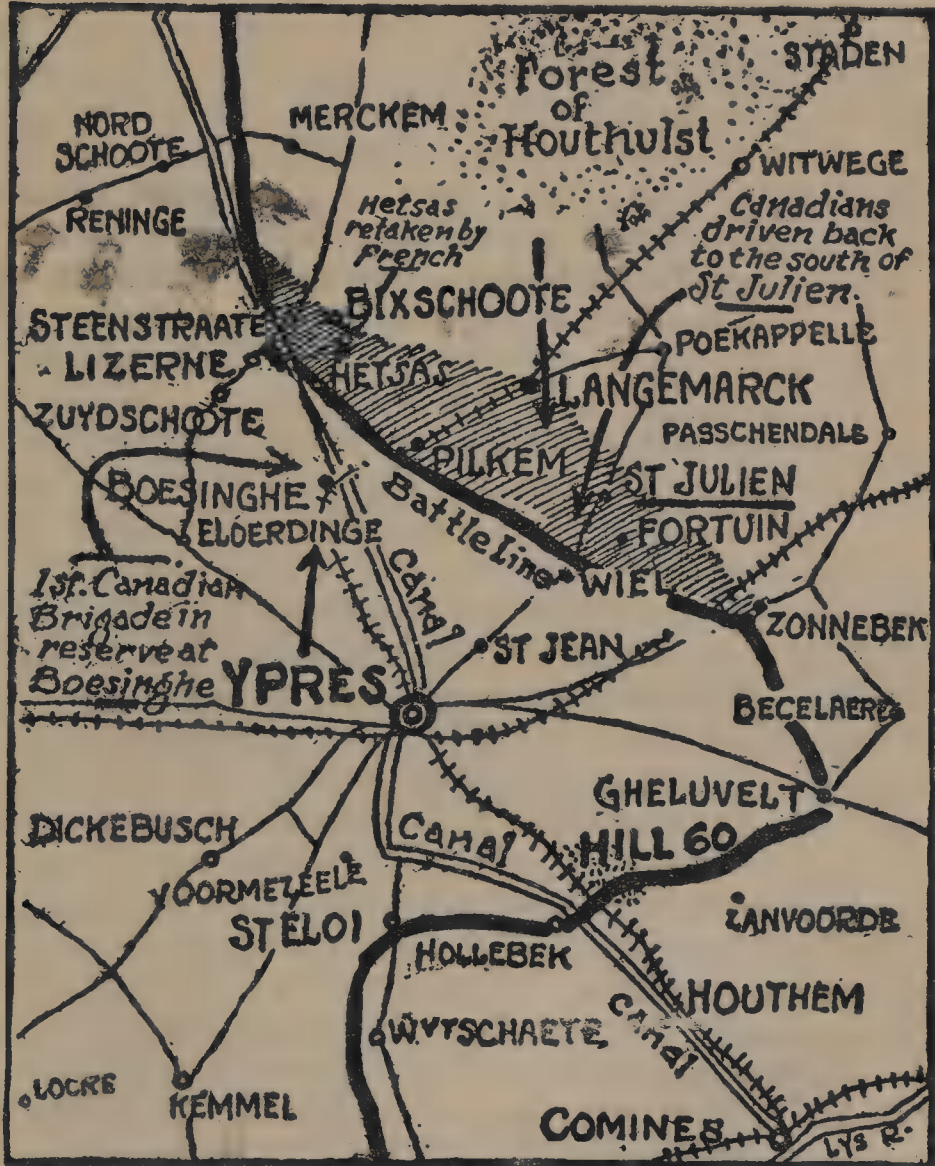 STADEN
Forest
of
Houthulst
NORD
SCHOOTE
MERCKEM
WITWEGE
RENINGE
Hetsas
retaken by
French
Canadians
driven back
to the south of
St Julien.
BIXSCHOOTE
STEENSTRAATE
LIZERNE
HETSAS
POEKAPPELLE
LANGEMARCK
ZUYDSCHOOTE
PASSCHENDALE
PILKEM
BOESINGHE
ST JULIEN
ELOERDINGE
Battle Line
FORTUIN
1st. Canadian
Brigade in
reserve at
Boesinghe
Canal
WIEL
ZONNEBEK
ST JEAN
YPRES
BECELAERE
GHELUVELT
DICKEBUSCH
Canal
HILL 60
VOORMEZEELE
ST ELOI
ZANVOORDE
HOLLEBEK
HOUTHEM
WYTSCHAETE
Canal
LOCRE
KEMMEL
COMINES
LYS R.